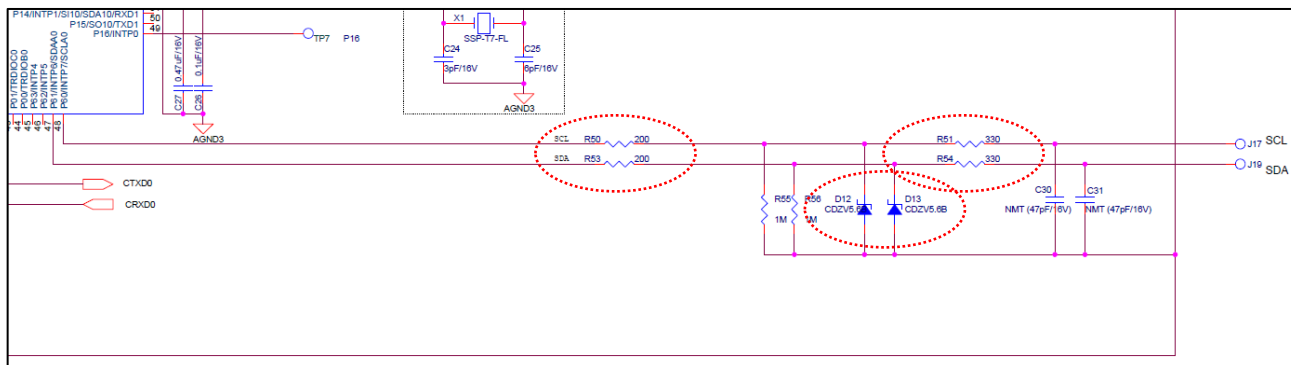 P14/INTP1/SI10/SDA10/RXD1
P15/SO10/TXD1
50
P16/INTP0
49
P01/TRDIOC0
P00/TRDIOB0
P63/INTP4
P62/INTP5
P61/INTP6/SDAA0
P60/INTP7/SCLA0
44
45
46
47
48
C27 0.47uF/16V
C26 0.1uF/16V
AGND3
TP7 P16
X1
SSP-T7-FL
C24
3pF/16V
C25
6pF/16V
AGND3
SCL R50 200
SDA R53 200
R51 330
R54 330
J17 SCL
J19 SDA
CTXD0
CRXD0
R55
1M
R56
1M
D12
CDZV5.6B
D13
CDZV5.6B
C30
NMT (47pF/16V)
C31
NMT (47pF/16V)